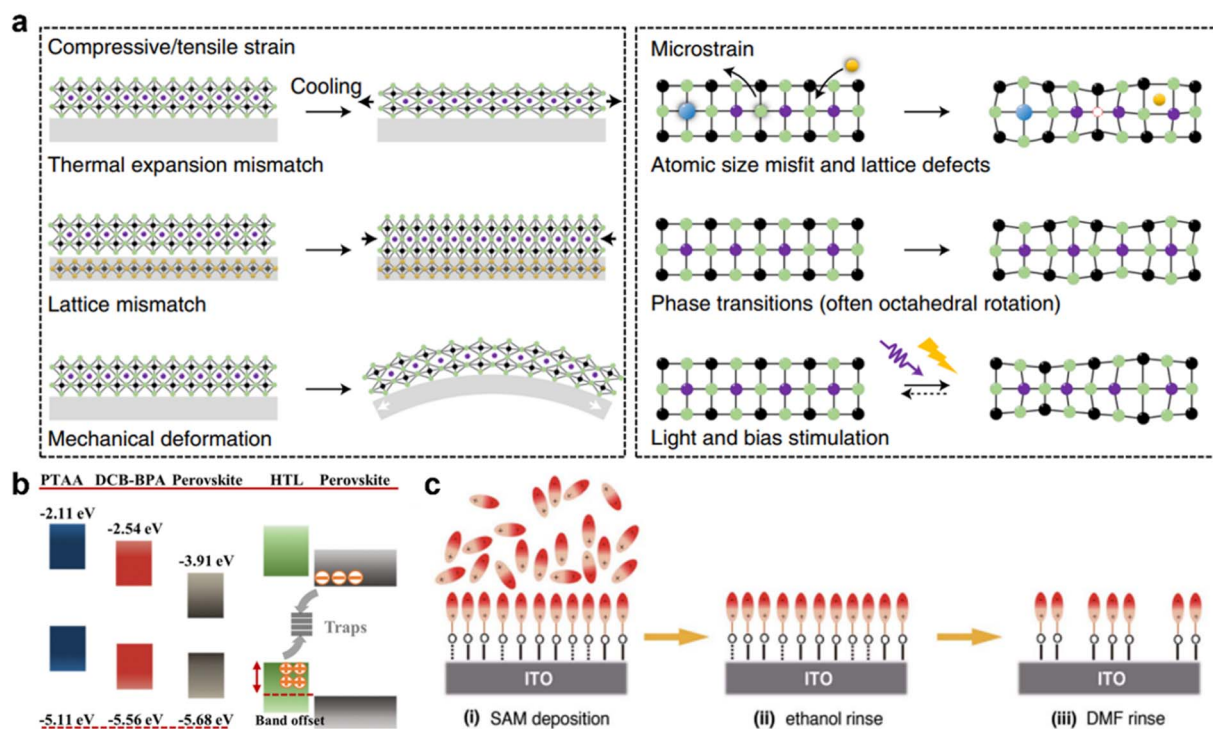 a
Compressive/tensile strain
Cooling
Thermal expansion mismatch
Lattice mismatch
Mechanical deformation
Microstrain
Atomic size misfit and lattice defects
Phase transitions (often octahedral rotation)
Light and bias stimulation
b
PTAA DCB-BPA Perovskite HTL Perovskite
-2.11 eV
-2.54 eV
-3.91 eV
Traps
Band offset
-5.11 eV -5.56 eV -5.68 eV
c
ITO ITO ITO
(i) SAM deposition (ii) ethanol rinse (iii) DMF rinse